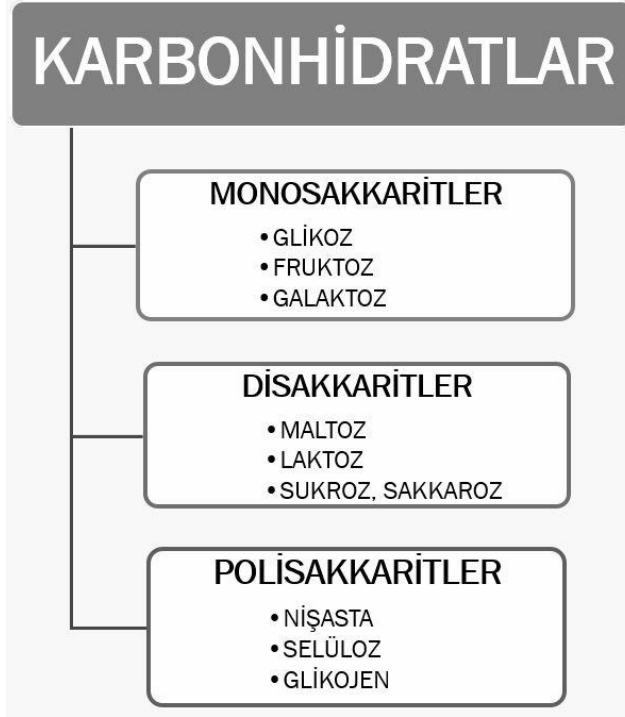 KARBONHİDRATLAR
MONOSAKKARİTLER
• GLİKOZ
• FRUKTOZ
• GALAKTOZ
DİSAKKARİTLER
• MALTOZ
• LAKTOZ
• SUKROZ, SAKKAROZ
POLİSAKKARİTLER
• NİŞASTA
• SELÜLOZ
• GLİKOJEN